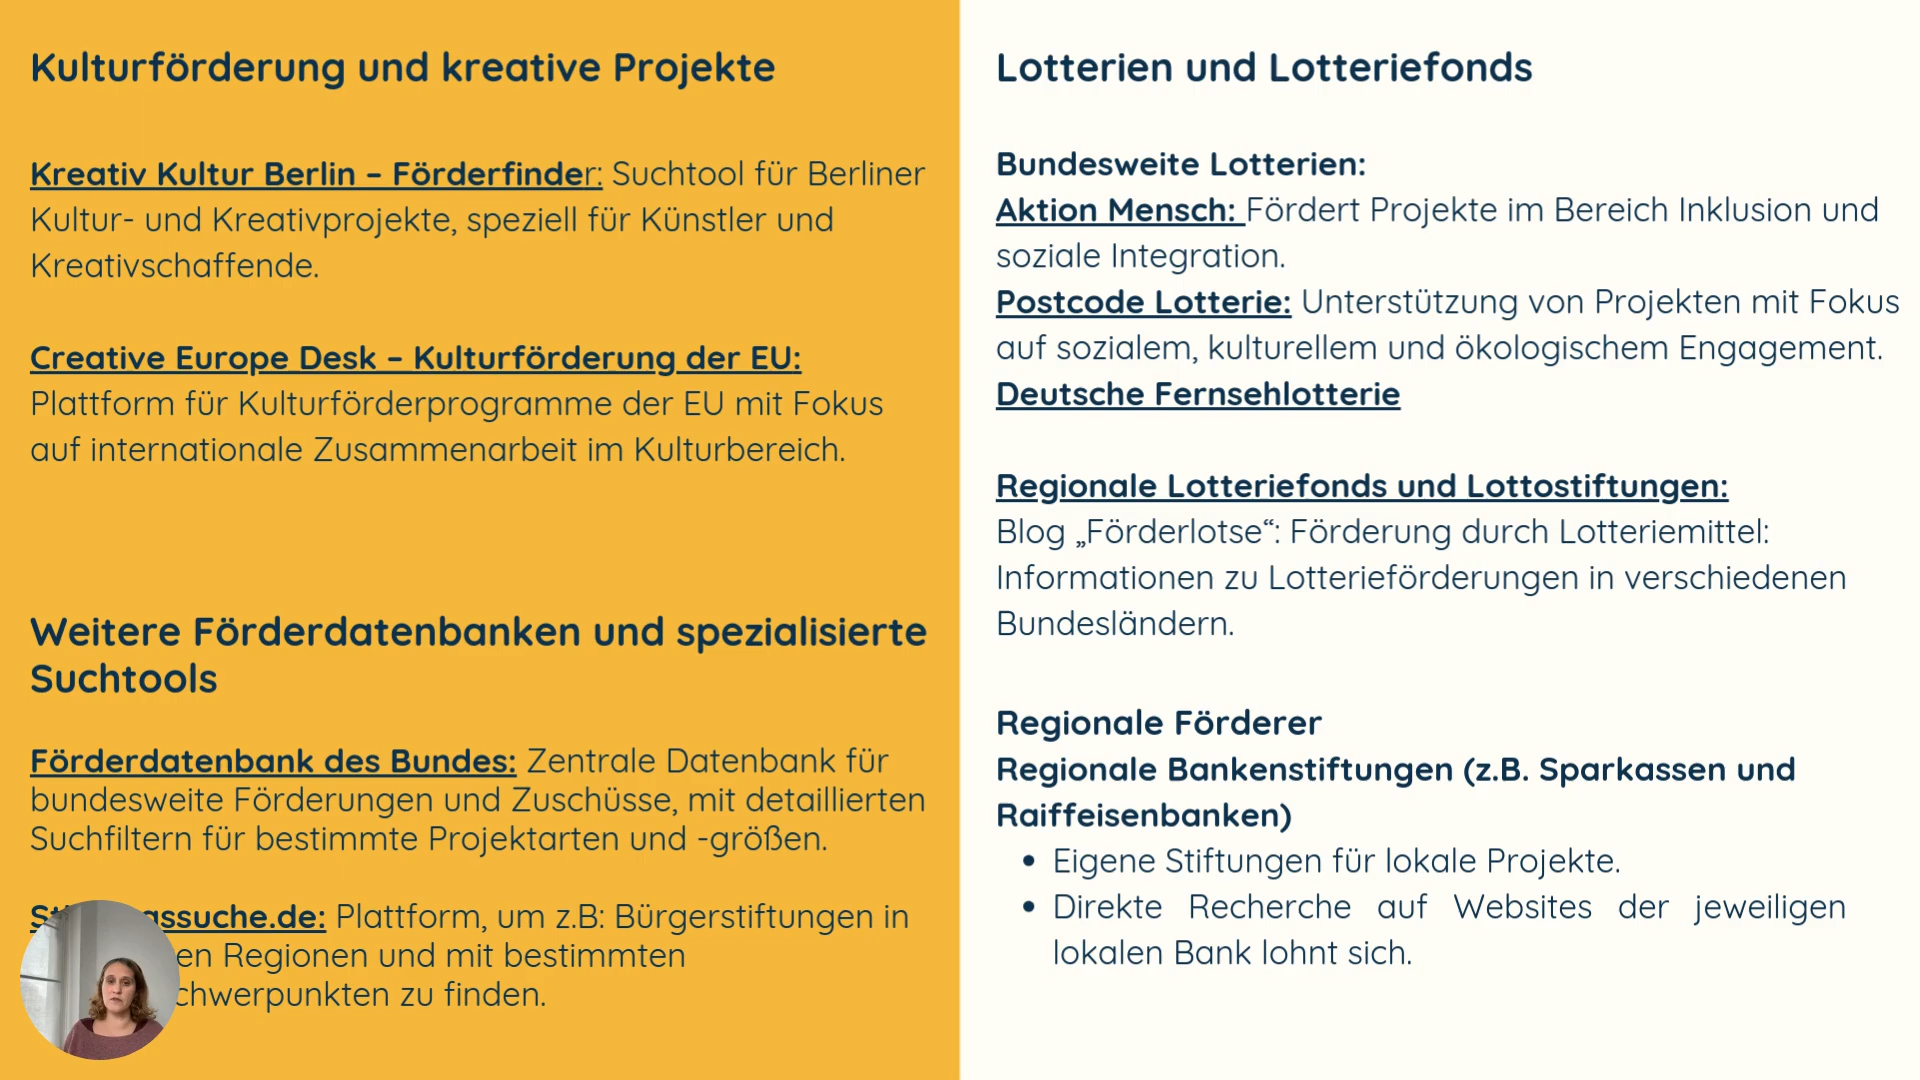 Kulturförderung und kreative Projekte
Kreativ Kultur Berlin – Förderfinder: Suchtool für Berliner
Kultur- und Kreativprojekte, speziell für Künstler und
Kreativschaffende.
Creative Europe Desk – Kulturförderung der EU:
Plattform für Kulturförderprogramme der EU mit Fokus
auf internationale Zusammenarbeit im Kulturbereich.
Weitere Förderdatenbanken und spezialisierte
Suchtools
Förderdatenbank des Bundes: Zentrale Datenbank für
bundesweite Förderungen und Zuschüsse, mit detaillierten
Suchfiltern für bestimmte Projektarten und -größen.
Plattform, um z.B: Bürgerstiftungen in
Regionen und mit bestimmten
zu finden.
Lotterien und Lotteriefonds
Bundesweite Lotterien:
Aktion Mensch: Fördert Projekte im Bereich Inklusion und
soziale Integration.
Postcode Lotterie: Unterstützung von Projekten mit Fokus
auf sozialem, kulturellem und ökologischem Engagement.
Deutsche Fernsehlotterie
Regionale Lotteriefonds und Lottostiftungen:
Blog „Förderlotse“: Förderung durch Lotteriemittel:
Informationen zu Lotterieförderungen in verschiedenen
Bundesländern.
Regionale Förderer
Regionale Bankenstiftungen (z.B. Sparkassen und
Raiffeisenbanken)
• Eigene Stiftungen für lokale Projekte.
• Direkte Recherche auf Websites der jeweiligen
lokalen Bank lohnt sich.